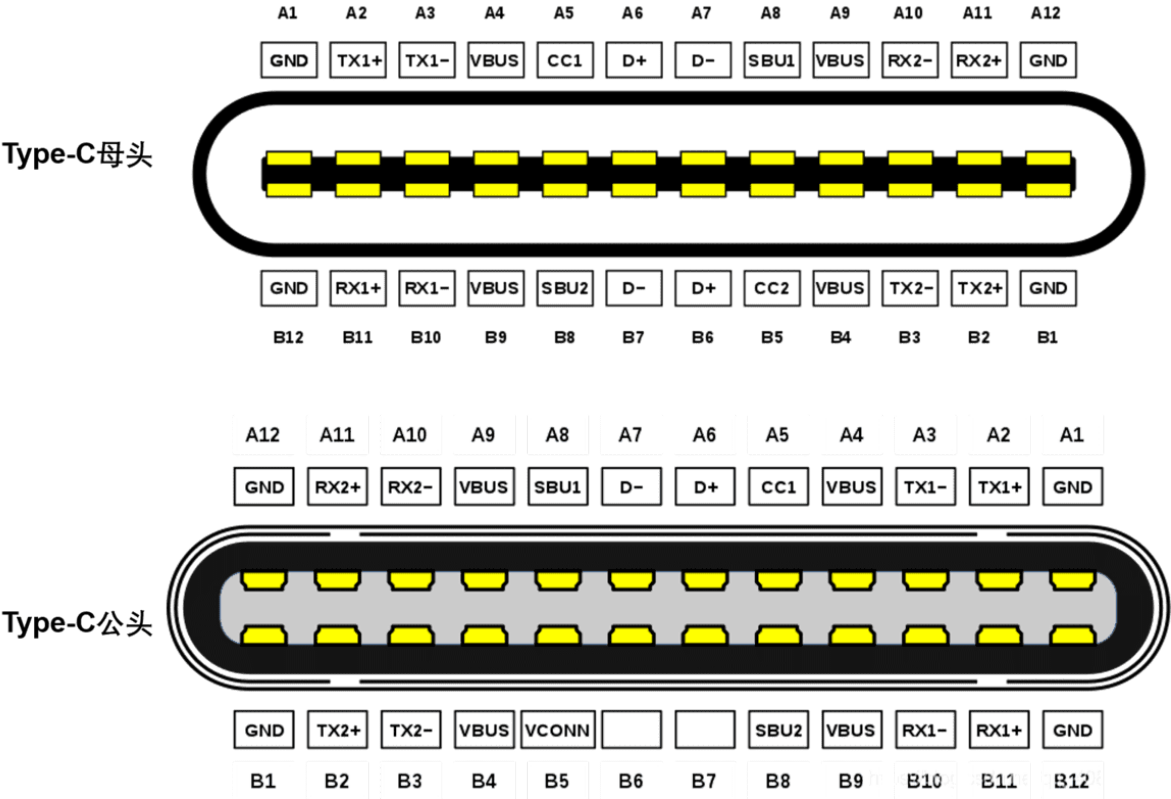 A1 A2 A3 A4 A5 A6 A7 A8 A9 A10 A11 A12
GND TX1+ TX1− VBUS CC1 D+ D− SBU1 VBUS RX2− RX2+ GND
Type-C母头
GND RX1+ RX1− VBUS SBU2 D− D+ CC2 VBUS TX2− TX2+ GND
B12 B11 B10 B9 B8 B7 B6 B5 B4 B3 B2 B1
A12 A11 A10 A9 A8 A7 A6 A5 A4 A3 A2 A1
GND RX2+ RX2− VBUS SBU1 D− D+ CC1 VBUS TX1− TX1+ GND
Type-C公头
GND TX2+ TX2− VBUS VCONN SBU2 VBUS RX1− RX1+ GND
B1 B2 B3 B4 B5 B6 B7 B8 B9 B10 B11 B12